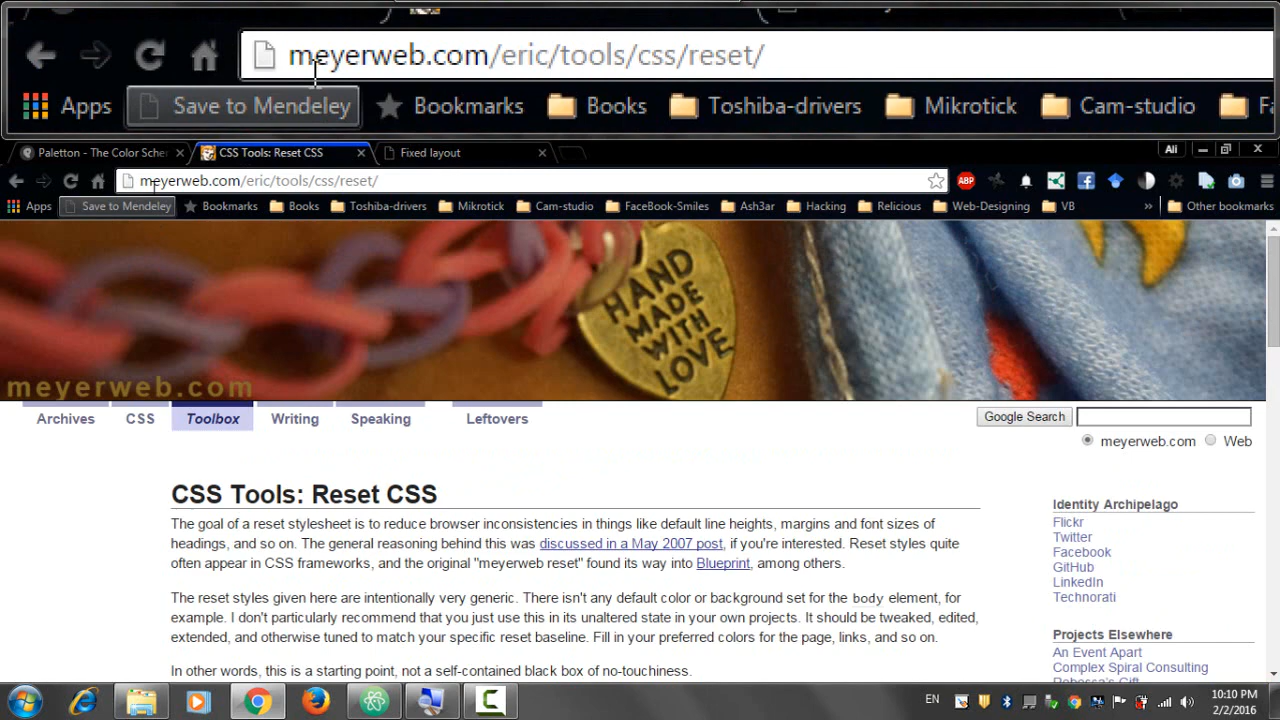 meyerweb.com/eric/tools/css/reset/
Apps Save to Mendeley Bookmarks Books Toshiba-drivers Mikrotick Cam-studio
Paletton - The Color Scher CSS Tools: Reset CSS Fixed layout Ali
meyerweb.com/eric/tools/css/reset/ ABP
Apps Save to Mendeley Bookmarks Books Toshiba-drivers Mikrotick Cam-studio FaceBook-Smiles Ash3ar Hacking Relicious Web-Designing VB » Other bookmarks
HAND
MADE
WITH
LOVE
meyerweb.com
Archives CSS Toolbox Writing Speaking Leftovers Google Search
meyerweb.com Web
CSS Tools: Reset CSS
The goal of a reset stylesheet is to reduce browser inconsistencies in things like default line heights, margins and font sizes of
headings, and so on. The general reasoning behind this was discussed in a May 2007 post, if you're interested. Reset styles quite
often appear in CSS frameworks, and the original "meyerweb reset" found its way into Blueprint, among others.
The reset styles given here are intentionally very generic. There isn't any default color or background set for the body element, for
example. I don't particularly recommend that you just use this in its unaltered state in your own projects. It should be tweaked, edited,
extended, and otherwise tuned to match your specific reset baseline. Fill in your preferred colors for the page, links, and so on.
In other words, this is a starting point, not a self-contained black box of no-touchiness.
Identity Archipelago
Flickr
Twitter
Facebook
GitHub
LinkedIn
Technorati
Projects Elsewhere
An Event Apart
Complex Spiral Consulting
Rebecca's Gift
EN 10:10 PM
2/2/2016